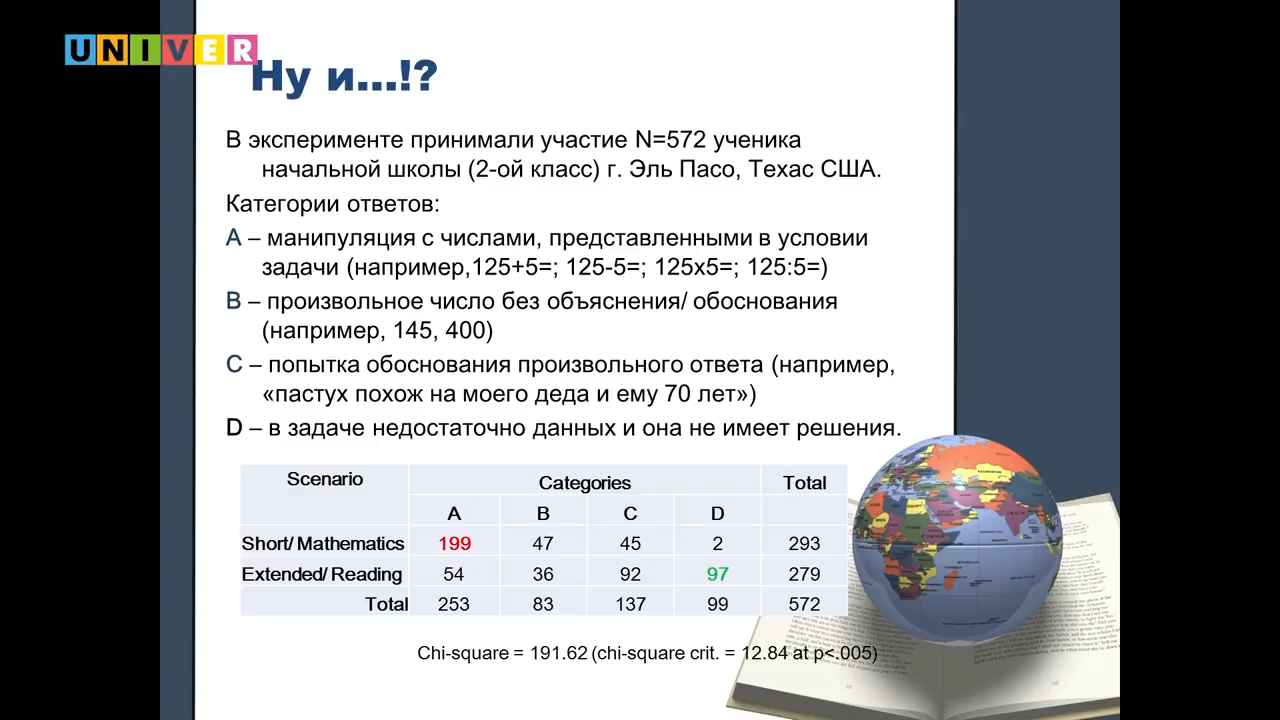 UNIVER
Ну и...!?
В эксперименте принимали участие N=572 ученика
начальной школы (2-ой класс) г. Эль Пасо, Техас США.
Категории ответов:
A – манипуляция с числами, представленными в условии
задачи (например,125+5=; 125-5=; 125x5=; 125:5=)
B – произвольное число без объяснения/ обоснования
(например, 145, 400)
C – попытка обоснования произвольного ответа (например,
«пастух похож на моего деда и ему 70 лет»)
D – в задаче недостаточно данных и она не имеет решения.
Scenario Categories Total
A B C D
Short/ Mathematics 199 47 45 2 293
Extended/ Reading 54 36 92 97 279
Total 253 83 137 99 572
Chi-square = 191.62 (chi-square crit. = 12.84 at p<.005)